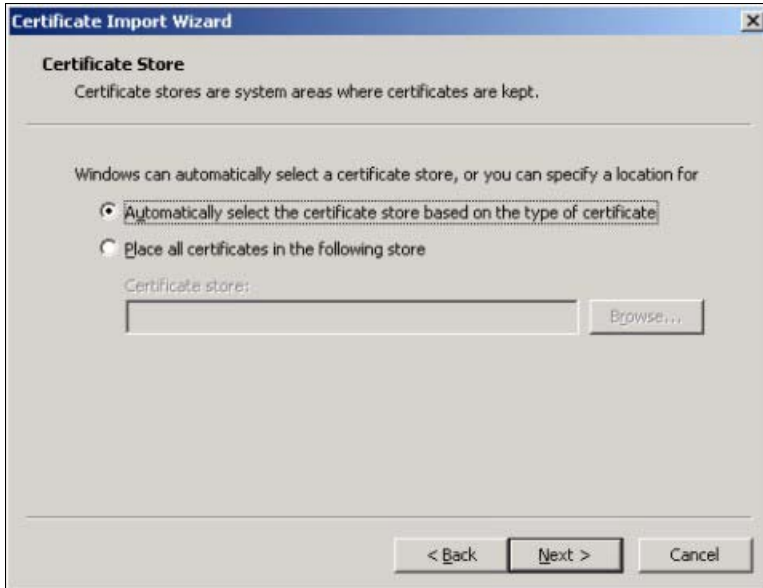 Certificate Import Wizard
Certificate Store
Certificate stores are system areas where certificates are kept.
Windows can automatically select a certificate store, or you can specify a location for
Automatically select the certificate store based on the type of certificate
Place all certificates in the following store
Certificate store:
Browse...
< Back
Next >
Cancel